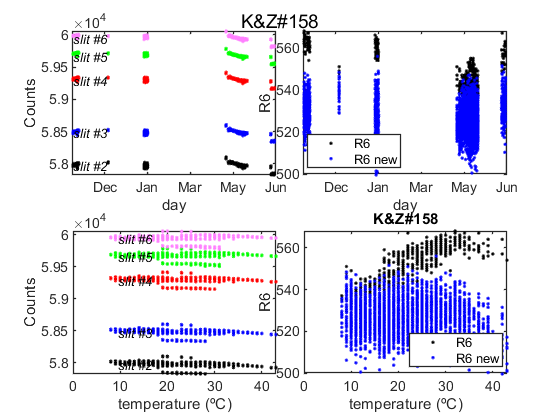 K&Z#158
×10⁴
6
5.95
5.9
5.85
5.8
Counts
slit #6
slit #5
slit #4
slit #3
slit #2
Dec Jan Mar May Jun
day
560
540
520
500
R6
R6
R6 new
Dec Jan Mar May Jun
day
×10⁴
6
5.95
5.9
5.85
5.8
Counts
slit #6
slit #5
slit #4
slit #3
slit #2
0 10 20 30 40
temperature (ºC)
K&Z#158
560
540
520
500
R6
R6
R6 new
0 10 20 30 40
temperature (ºC)